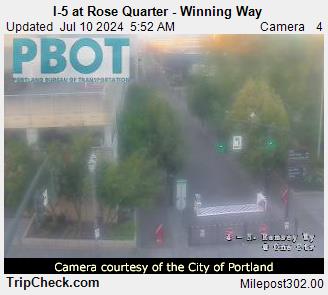 I-5 at Rose Quarter - Winning Way
Updated  Jul 10 2024  5:52 AM
Camera  4
PBOT
PORTLAND BUREAU OF TRANSPORTATION
Camera courtesy of the City of Portland
TripCheck.com
Milepost302.00